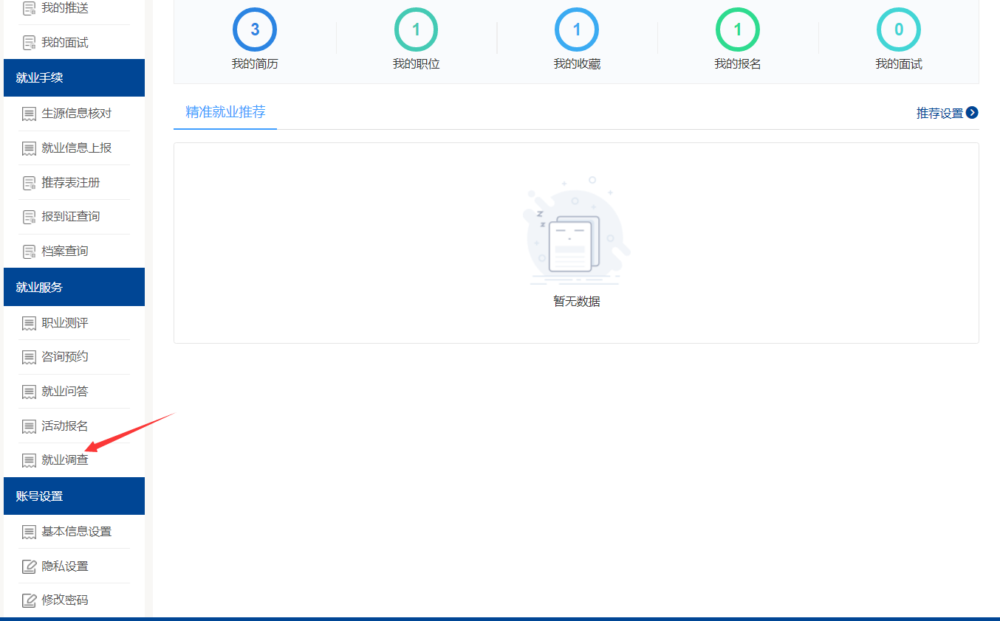 我的推送
我的面试
就业手续
生源信息核对
就业信息上报
推荐表注册
报到证查询
档案查询
就业服务
职业测评
咨询预约
就业问答
活动报名
就业调查
账号设置
基本信息设置
隐私设置
修改密码
3
我的简历
1
我的职位
1
我的收藏
1
我的报名
0
我的面试
精准就业推荐
推荐设置
z
z
暂无数据